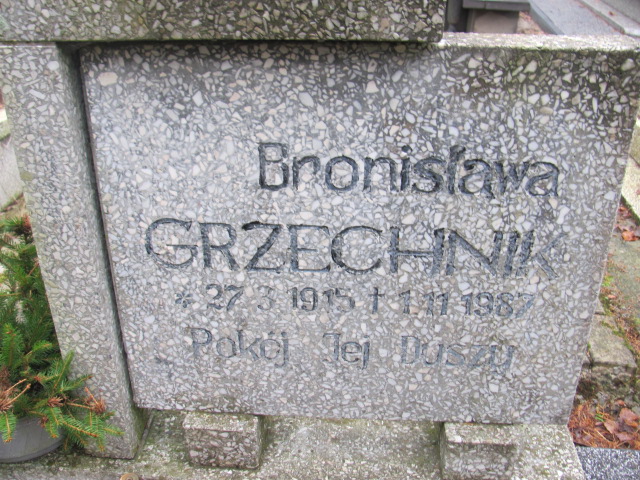 Bronisława
GRZECHNIK
* 27 3 1915 † 1.11 1987
Pokój Jej Duszy